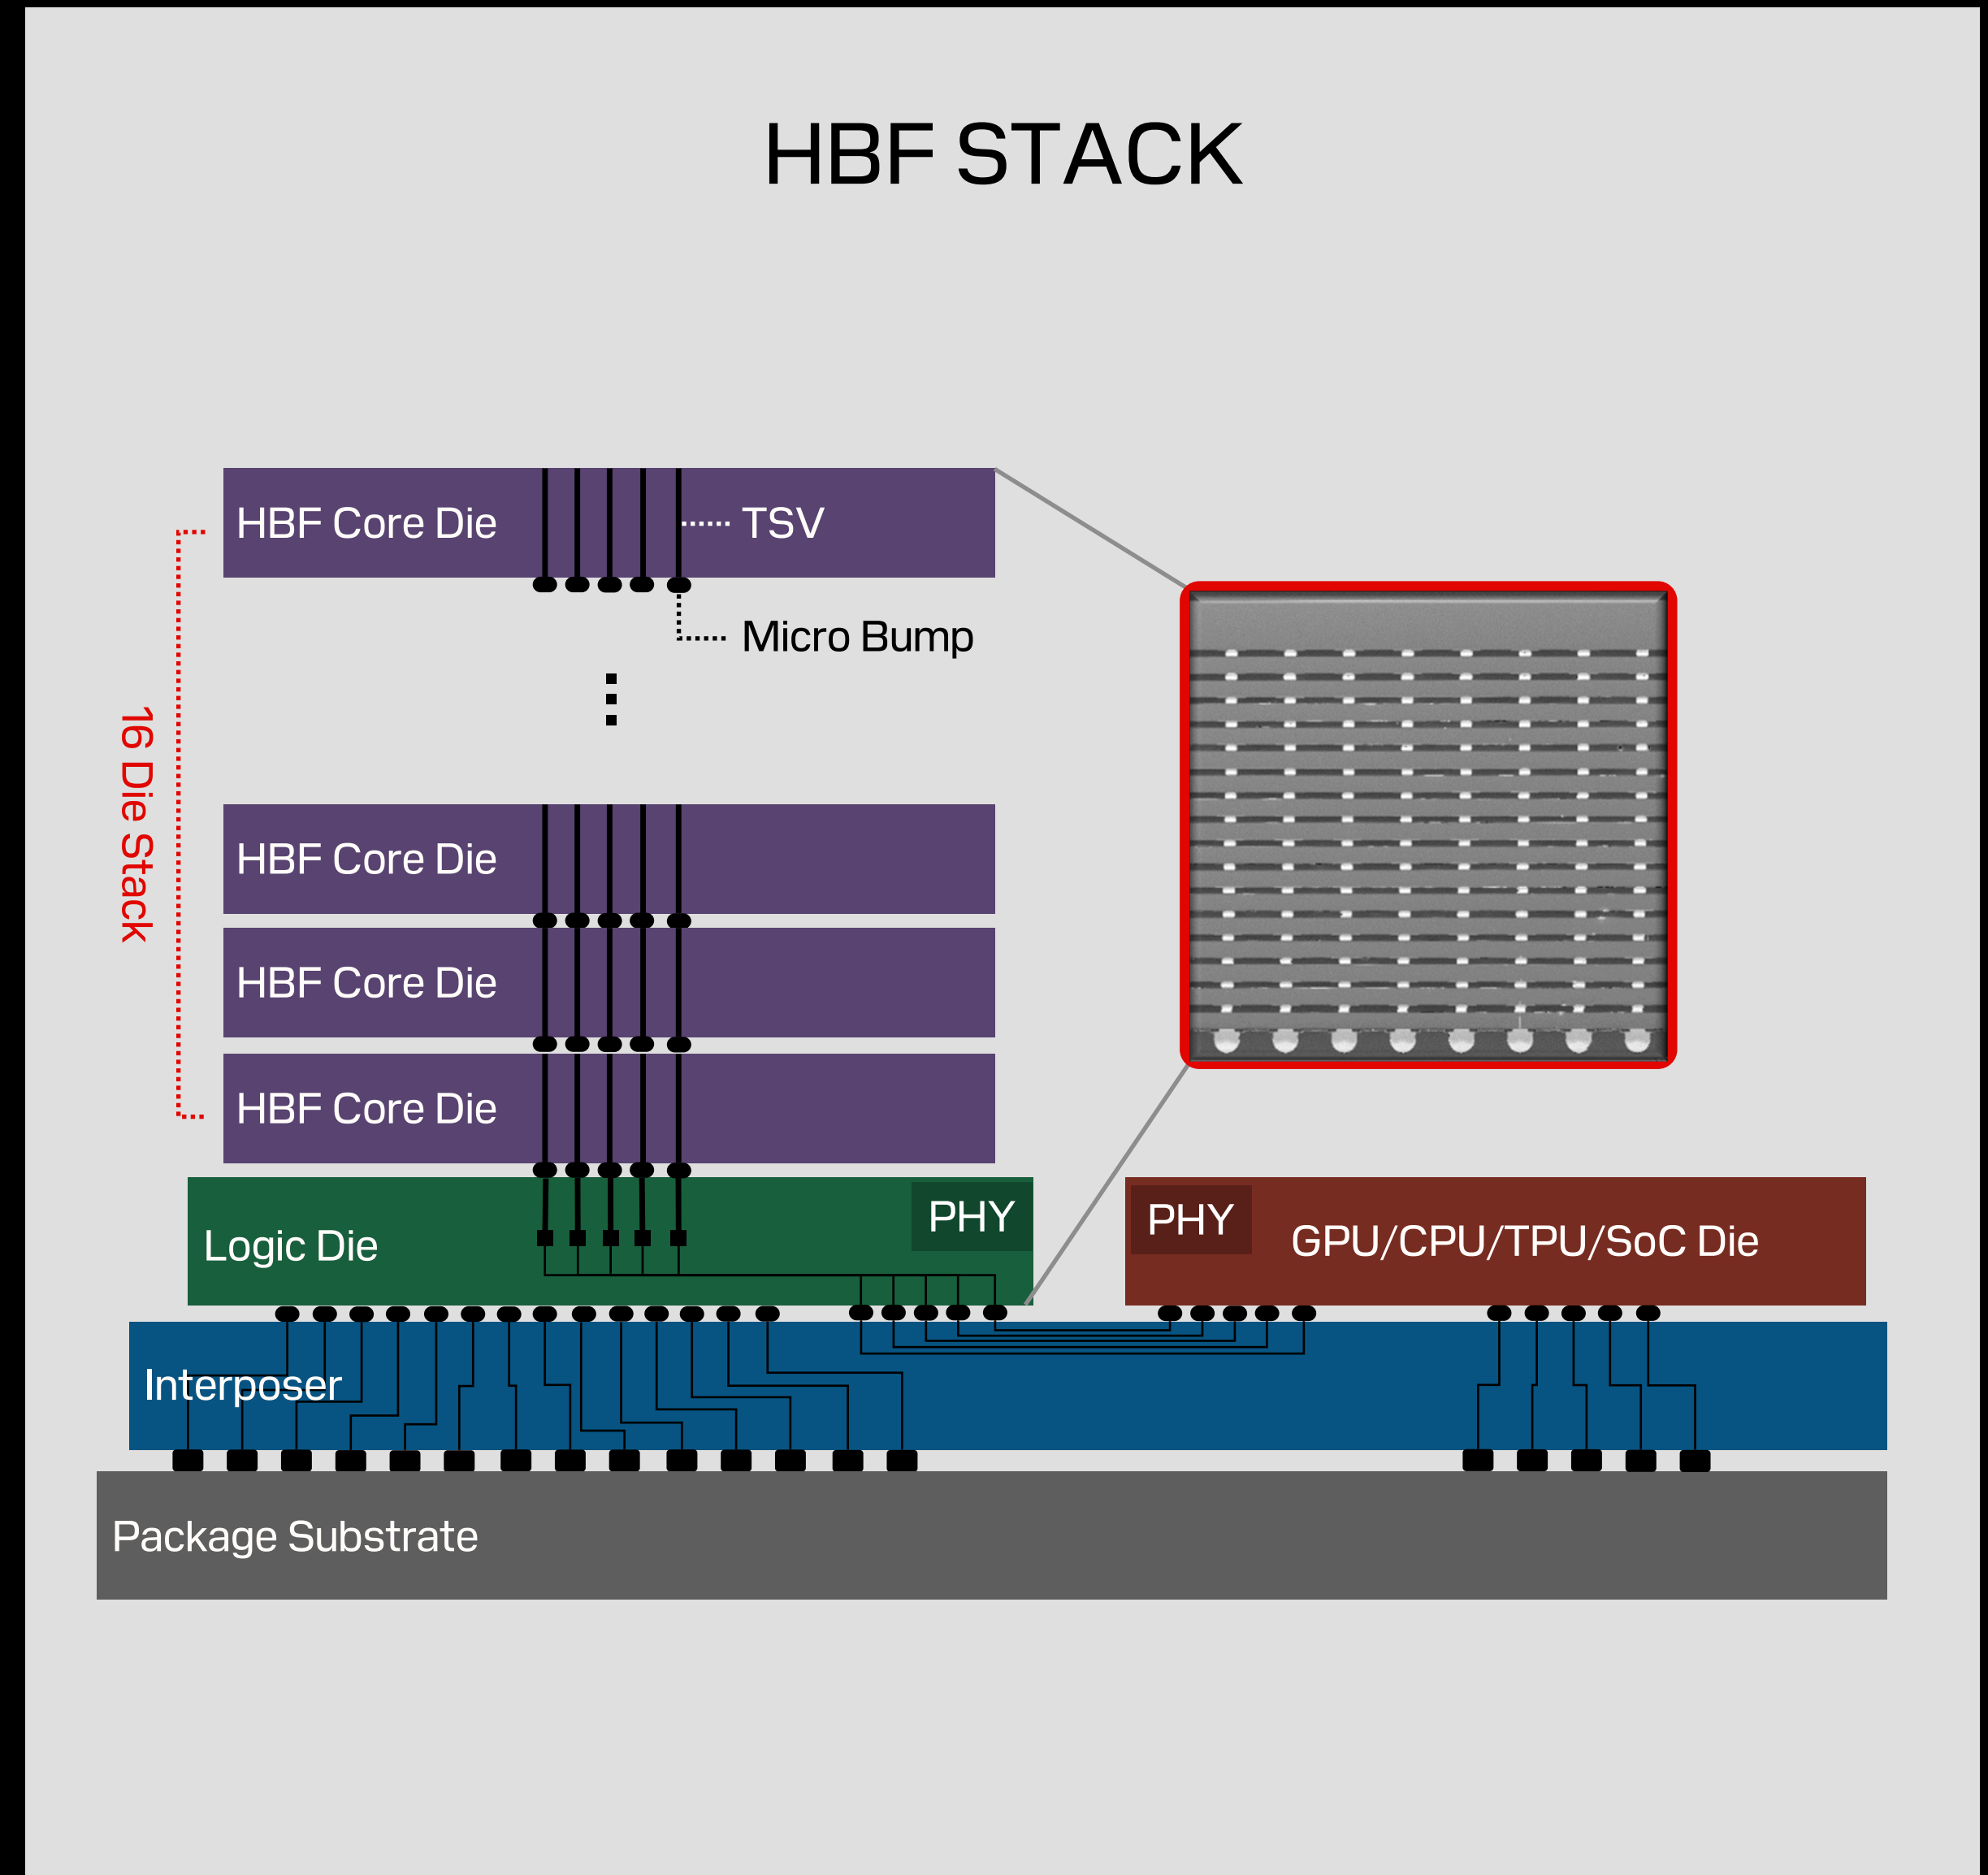 HBF STACK
HBF Core Die
TSV
Micro Bump
16 Die Stack
HBF Core Die
HBF Core Die
HBF Core Die
Logic Die
PHY
PHY
GPU/CPU/TPU/SoC Die
Interposer
Package Substrate